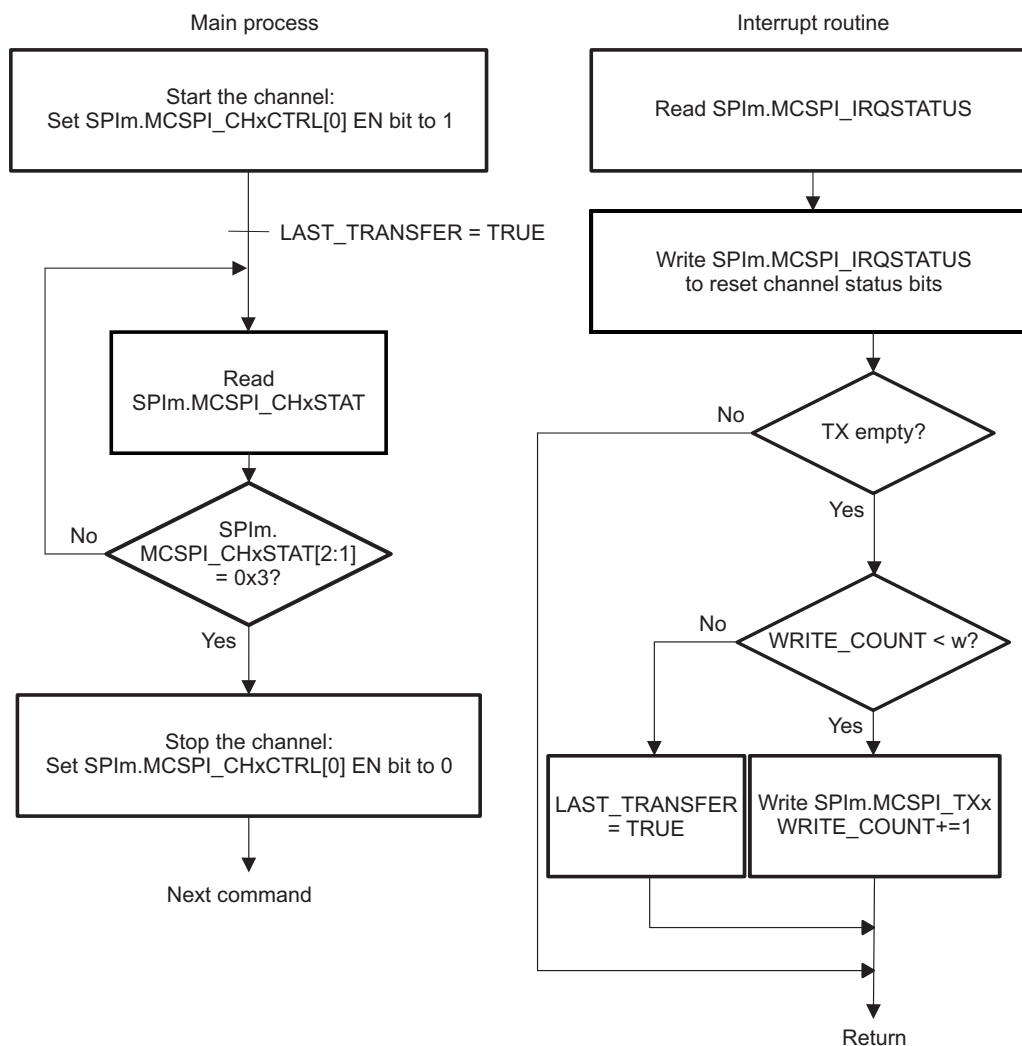 Main process
Start the channel:
Set SPIm.MCSPI_CHxCTRL[0] EN bit to 1
LAST_TRANSFER = TRUE
Read
SPIm.MCSPI_CHxSTAT
SPIm.
MCSPI_CHxSTAT[2:1]
= 0x3?
No
Yes
Stop the channel:
Set SPIm.MCSPI_CHxCTRL[0] EN bit to 0
Next command
Interrupt routine
Read SPIm.MCSPI_IRQSTATUS
Write SPIm.MCSPI_IRQSTATUS
to reset channel status bits
No
TX empty?
Yes
No
WRITE_COUNT < w?
Yes
LAST_TRANSFER
= TRUE
Write SPIm.MCSPI_TXx
WRITE_COUNT+=1
Return